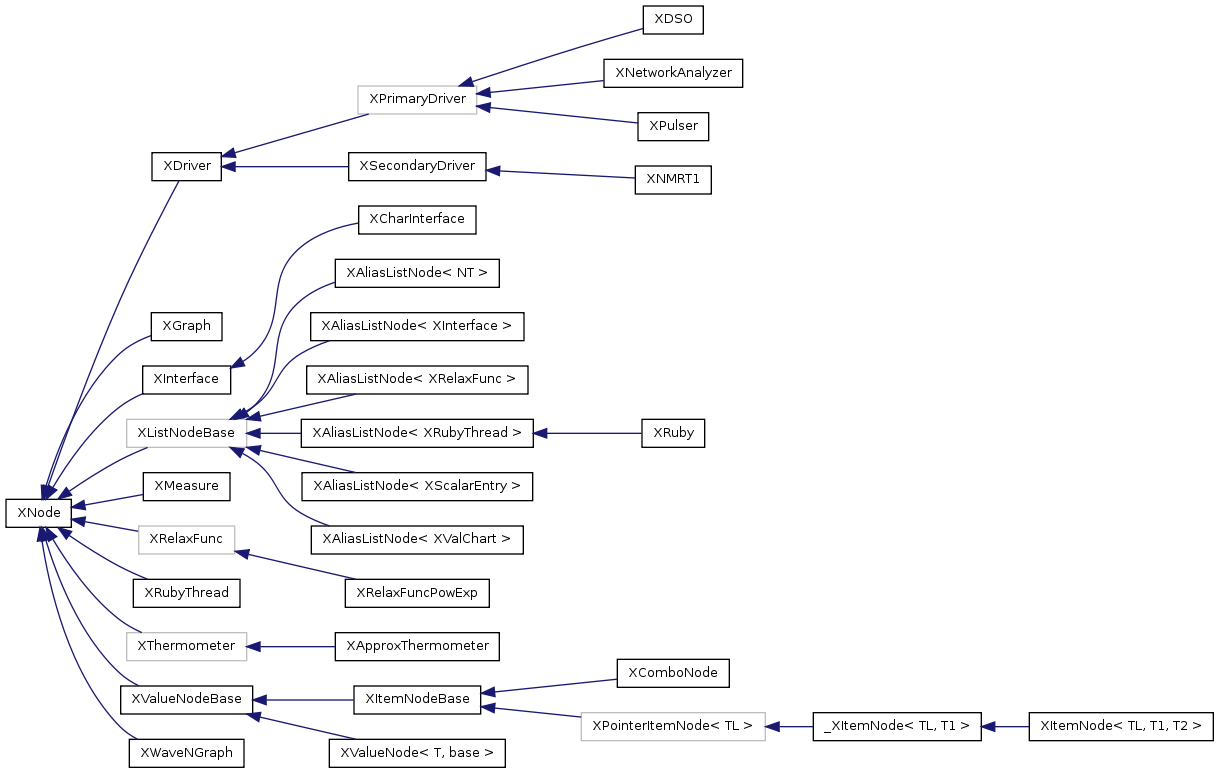 XDSO
XNetworkAnalyzer
XPrimaryDriver
XPulser
XDriver
XSecondaryDriver
XNMRT1
XCharInterface
XAliasListNode< NT >
XGraph
XAliasListNode< XInterface >
XInterface
XAliasListNode< XRelaxFunc >
XListNodeBase
XAliasListNode< XRubyThread >
XRuby
XMeasure
XAliasListNode< XScalarEntry >
XNode
XRelaxFunc
XAliasListNode< XValChart >
XRubyThread
XRelaxFuncPowExp
XThermometer
XApproxThermometer
XComboNode
XValueNodeBase
XItemNodeBase
XPointerItemNode< TL >
_XItemNode< TL, T1 >
XItemNode< TL, T1, T2 >
XWaveNGraph
XValueNode< T, base >